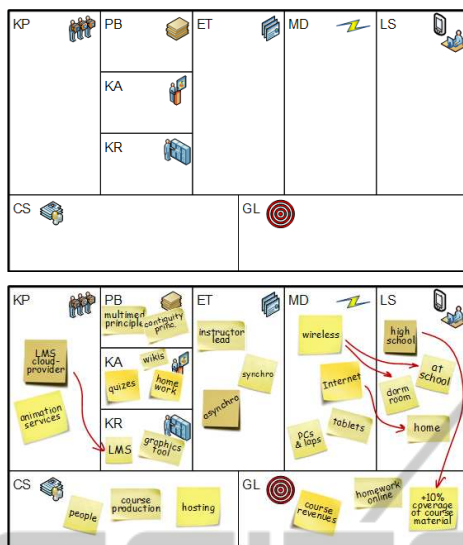 KP
PB
ET
MD
LS
KA
KR
CS
GL
KP
PB
ET
MD
LS
multimed
principle
contiguity
princ.
instructor
lead
wireless
high
school
LMS
cloud-
provider
KA
wikis
quizes
home
work
synchro
Internet
at
school
dorm
room
animation
services
asynchro
KR
LMS
graphics
tool
PCs
& laps
tablets
home
CS
people
course
production
hosting
GL
course
revenues
homework
online
+10%
coverage
of course
material